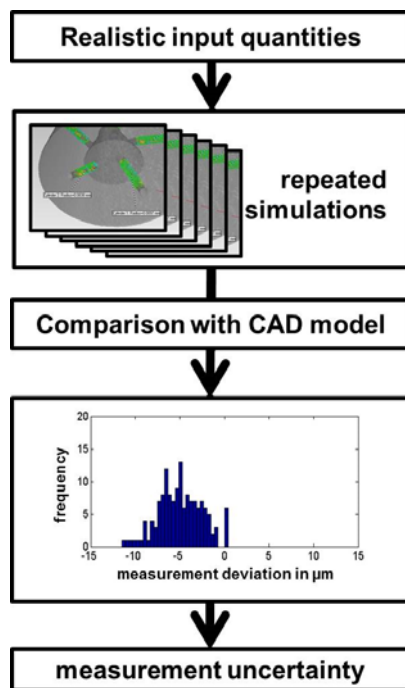 Realistic input quantities
repeated
simulations
Comparison with CAD model
20
15
10
5
0
frequency
-15
-10
-5
0
5
10
15
measurement deviation in µm
measurement uncertainty